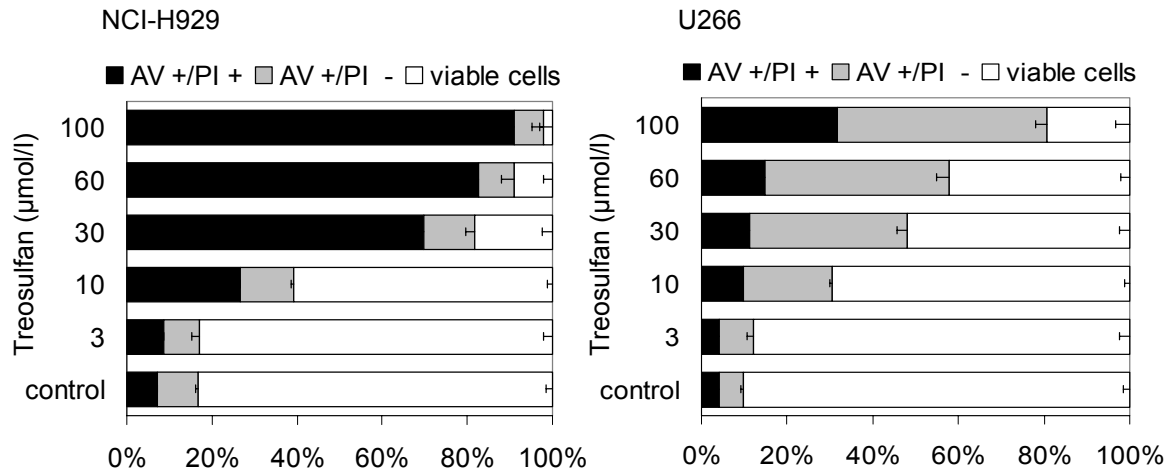 NCI-H929
AV +/PI + AV +/PI - viable cells
Treosulfan (µmol/l)
100
60
30
10
3
control
0% 20% 40% 60% 80% 100%
U266
AV +/PI + AV +/PI - viable cells
Treosulfan (µmol/l)
100
60
30
10
3
control
0% 20% 40% 60% 80% 100%